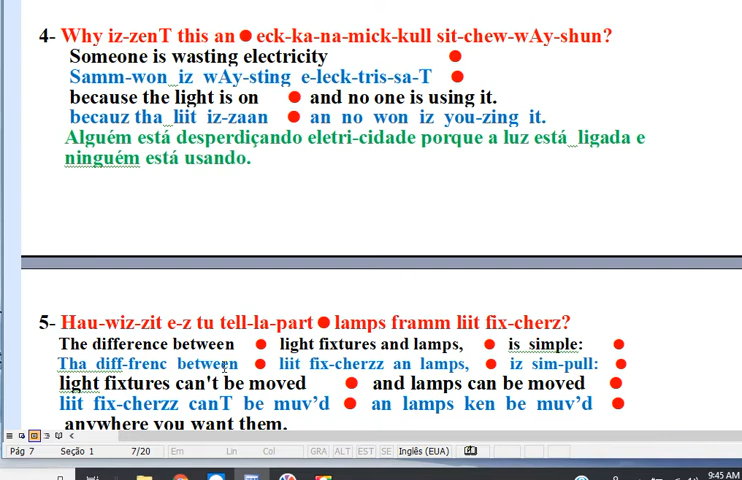 4- Why iz-zenT this an ● eck-ka-na-mick-kull sit-chew-wAy-shun?
Someone is wasting electricity ●
Samm-won iz wAy-sting e-leck-tris-sa-T ●
because the light is on ● and no one is using it.
becauz tha liit iz-zaan ● an no won iz you-zing it.
Alguém está desperdiçando eletri-cidade porque a luz está ligada e
ninguém está usando.
5- Hau-wiz-zit e-z tu tell-la-part ● lamps framm liit fix-cherz?
The difference between ● light fixtures and lamps, ● is simple: ●
Tha diff-frenc between ● liit fix-cherzz an lamps, ● iz sim-pull: ●
light fixtures can't be moved ● and lamps can be moved ●
liit fix-cherzz canT be muv’d ● an lamps ken be muv’d ●
anywhere you want them.
Pág 7 Seção 1 7/20 Em Lin Col GRA ALT EST SE Inglês (EUA)
9:45 AM